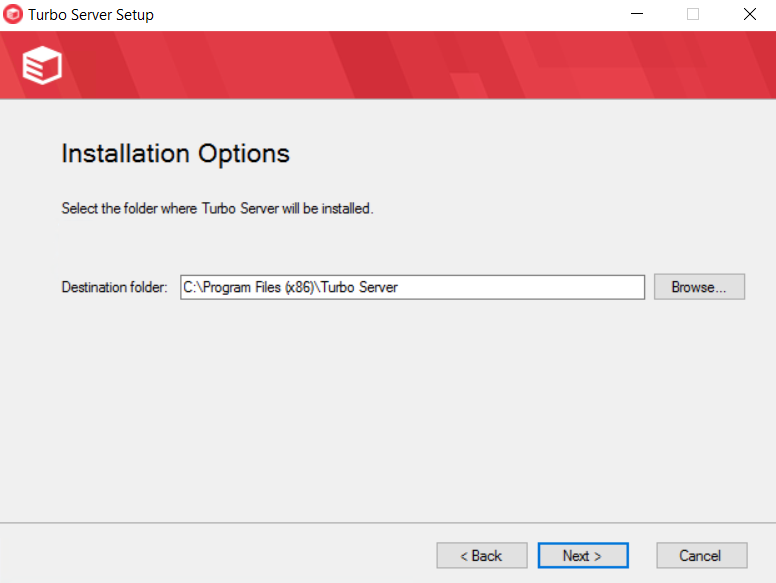 Turbo Server Setup
Installation Options
Select the folder where Turbo Server will be installed.
Destination folder: C:\Program Files (x86)\Turbo Server Browse...
< Back Next > Cancel